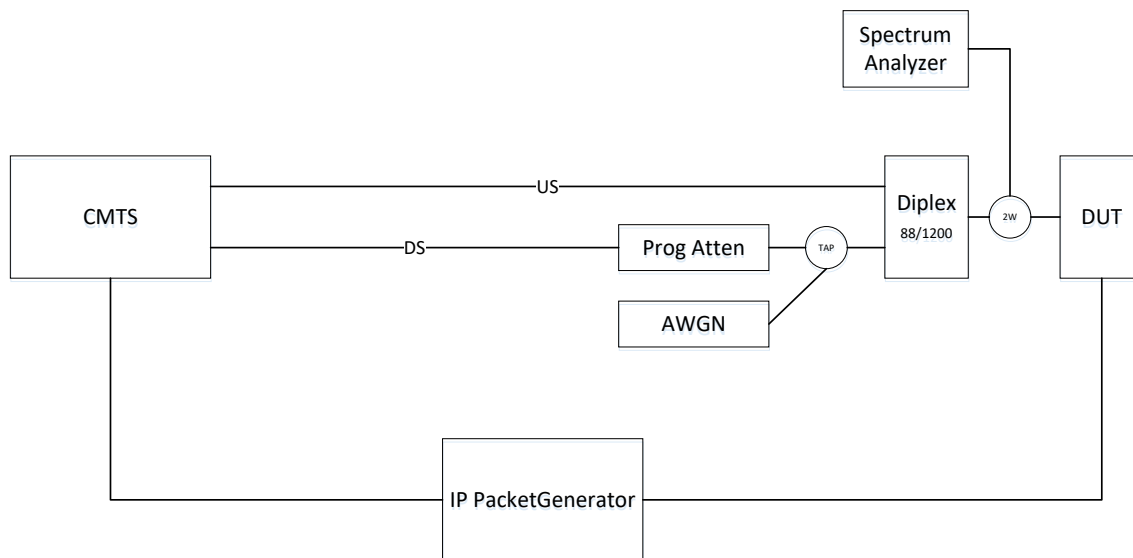 Spectrum
Analyzer
CMTS
US
DS
Prog Atten
TAP
AWGN
Diplex
88/1200
2W
DUT
IP PacketGenerator